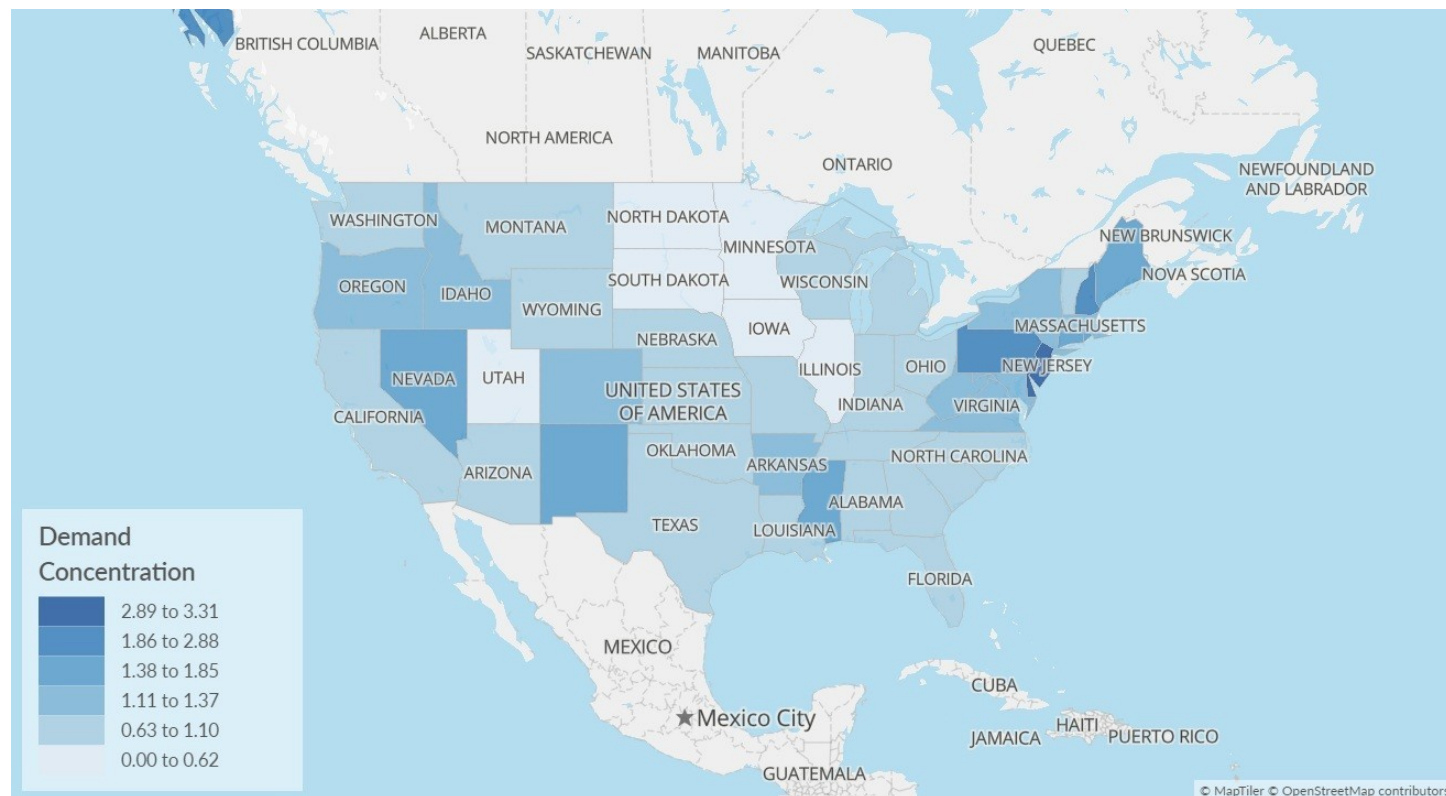 ALBERTA
BRITISH COLUMBIA
SASKATCHEWAN
MANITOBA
QUEBEC
NORTH AMERICA
ONTARIO
NEWFOUNDLAND
AND LABRADOR
WASHINGTON
MONTANA
NORTH DAKOTA
MINNESOTA
NEW BRUNSWICK
NOVA SCOTIA
OREGON
IDAHO
SOUTH DAKOTA
WISCONSIN
WYOMING
MASSACHUSETTS
NEBRASKA
IOWA
NEVADA
UTAH
ILLINOIS
OHIO
NEW JERSEY
UNITED STATES
OF AMERICA
INDIANA
VIRGINIA
CALIFORNIA
OKLAHOMA
ARKANSAS
NORTH CAROLINA
ARIZONA
ALABAMA
TEXAS
LOUISIANA
FLORIDA
Demand
Concentration
2.89 to 3.31
1.86 to 2.88
1.38 to 1.85
1.11 to 1.37
0.63 to 1.10
0.00 to 0.62
MEXICO
CUBA
Mexico City
HAITI
JAMAICA
PUERTO RICO
GUATEMALA
© MapTiler © OpenStreetMap contributors